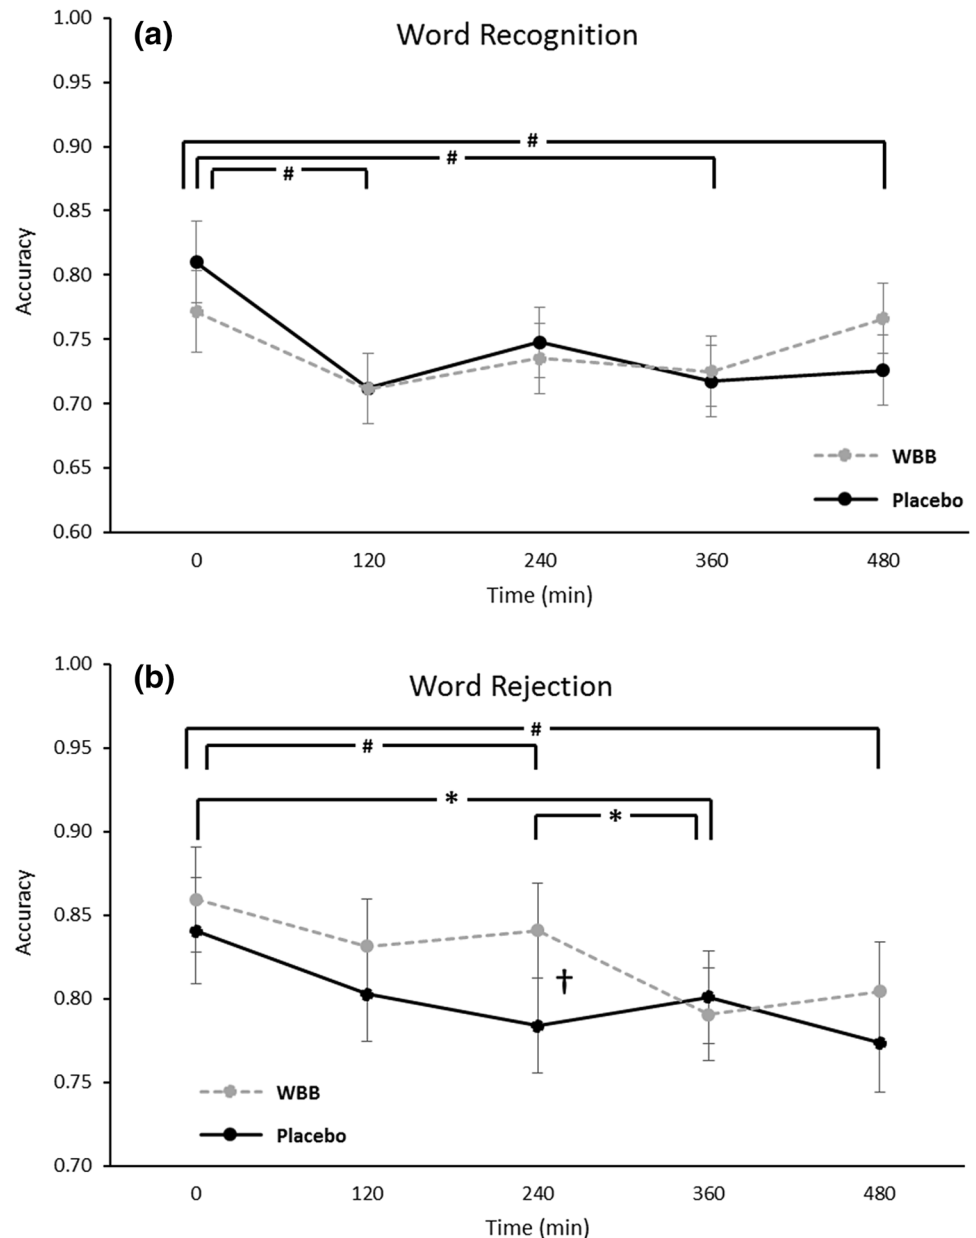 (a)
Word Recognition
1.00
0.95
0.90
0.85
0.80
0.75
0.70
0.65
0.60
Accuracy
#
#
#
WBB
Placebo
0 120 240 360 480
Time (min)
(b)
Word Rejection
1.00
0.95
0.90
0.85
0.80
0.75
0.70
Accuracy
#
#
*
*
†
WBB
Placebo
0 120 240 360 480
Time (min)